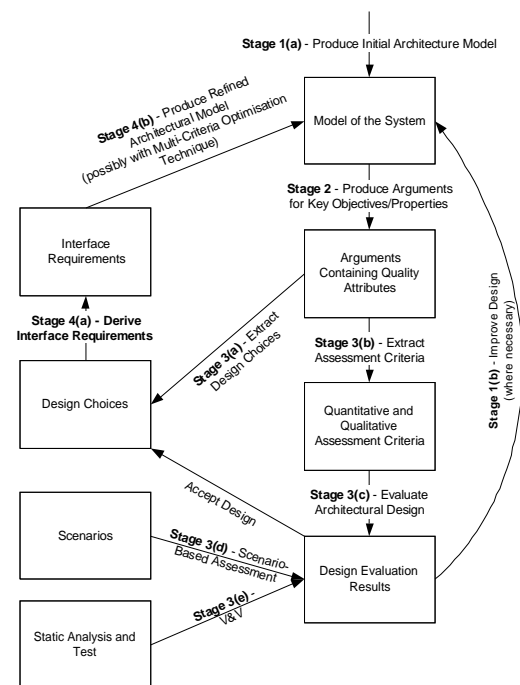 Stage 1(a) - Produce Initial Architecture Model
Model of the System
Stage 4(b) - Produce Refined
Architectural Model
(possibly with Multi-Criteria Optimisation
Technique)
Stage 2 - Produce Arguments
for Key Objectives/Properties
Interface
Requirements
Arguments
Containing Quality
Attributes
Stage 4(a) - Derive
Interface Requirements
Stage 3(a) - Extract
Design Choices
Stage 3(b) - Extract
Assessment Criteria
Stage 1(b) - Improve Design
(where necessary)
Design Choices
Quantitative and
Qualitative
Assessment Criteria
Accept Design
Stage 3(c) - Evaluate
Architectural Design
Scenarios
Stage 3(d) - Scenario-
Based Assessment
Design Evaluation
Results
Stage 3(e) -
V&V
Static Analysis and
Test